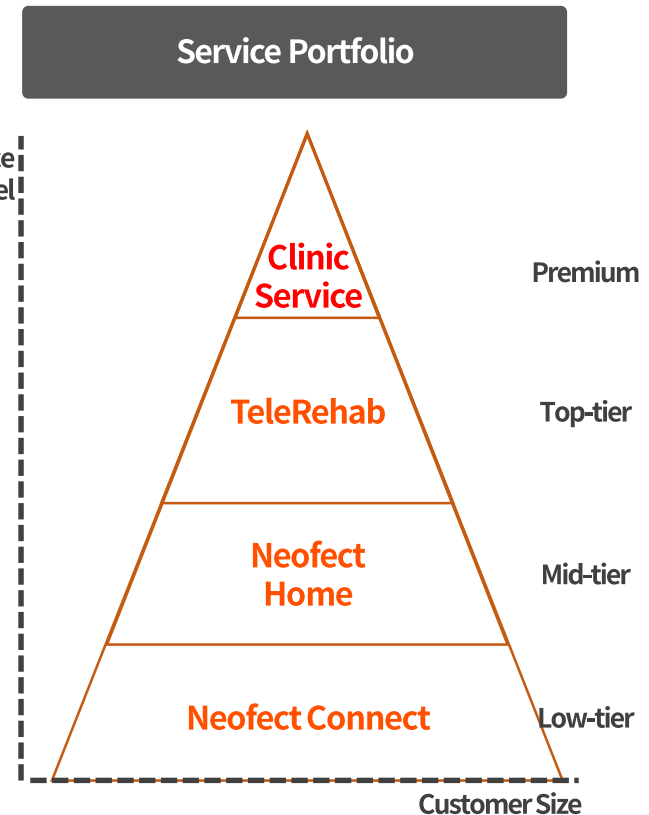 Service Portfolio
Clinic
Service
Premium
TeleRehab
Top-tier
Neofect
Home
Mid-tier
Neofect Connect
Low-tier
Customer Size